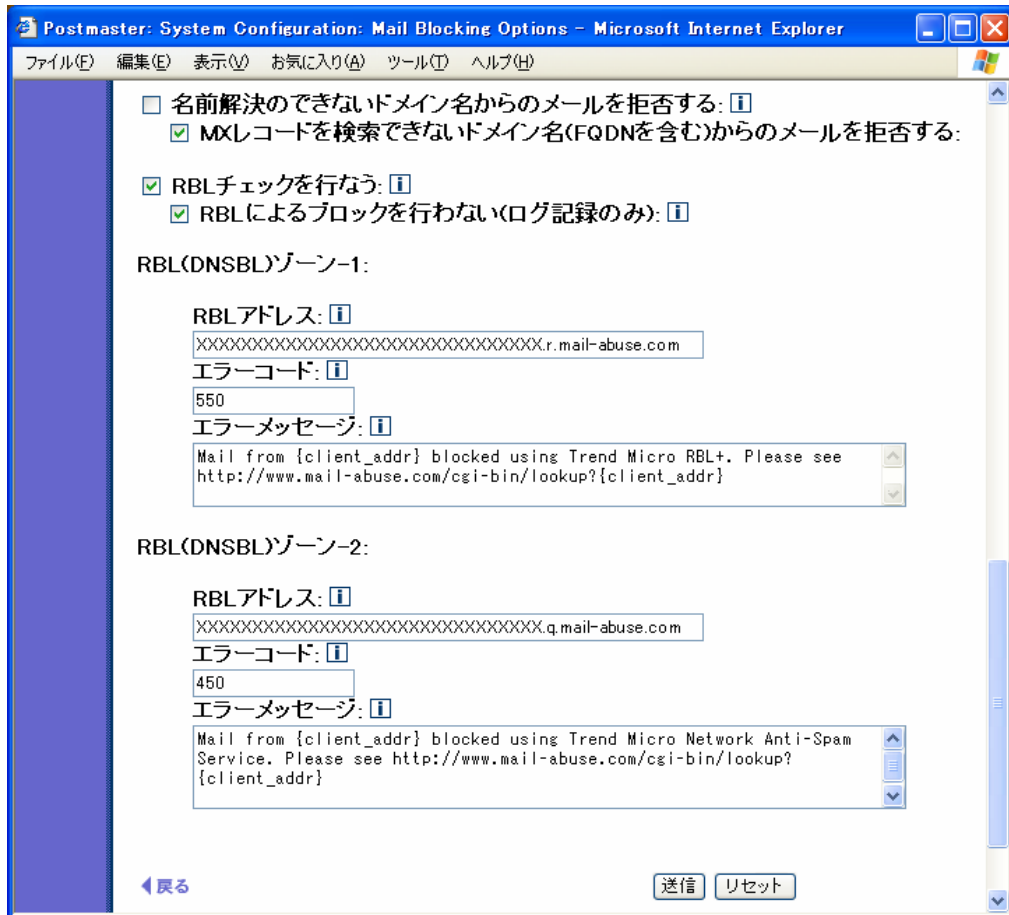 Postmaster: System Configuration: Mail Blocking Options - Microsoft Internet Explorer
ファイル(F) 編集(E) 表示(V) お気に入り(A) ツール(T) ヘルプ(H)
名前解決のできないドメイン名からのメールを拒否する: i
MXレコードを検索できないドメイン名(FQDNを含む)からのメールを拒否する:
RBLチェックを行なう: i
RBLによるブロックを行わない(ログ記録のみ): i
RBL(DNSBL)ゾーン-1:
RBLアドレス: i
XXXXXXXXXXXXXXXXXXXXXXXXXXXXXXX.r.mail-abuse.com
エラーコード: i
550
エラーメッセージ: i
Mail from {client_addr} blocked using Trend Micro RBL+. Please see
http://www.mail-abuse.com/cgi-bin/lookup?{client_addr}
RBL(DNSBL)ゾーン-2:
RBLアドレス: i
XXXXXXXXXXXXXXXXXXXXXXXXXXXXXXX.q.mail-abuse.com
エラーコード: i
450
エラーメッセージ: i
Mail from {client_addr} blocked using Trend Micro Network Anti-Spam
Service. Please see http://www.mail-abuse.com/cgi-bin/lookup?
{client_addr}
戻る 送信 リセット